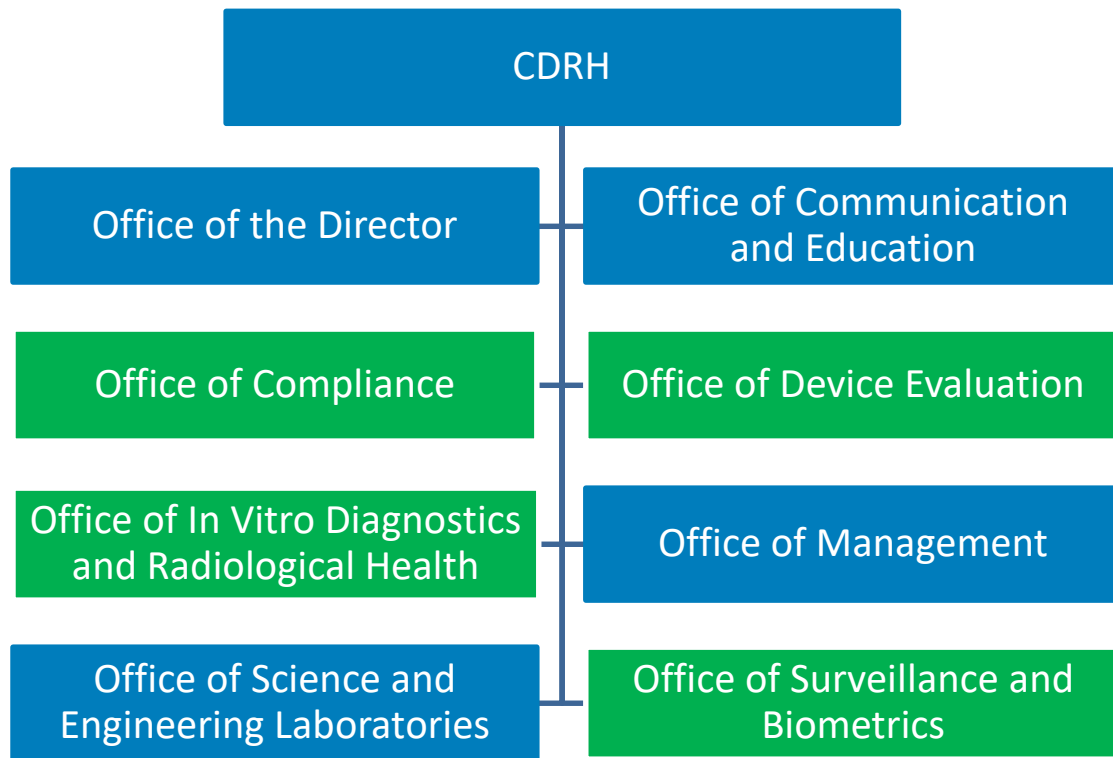 CDRH
Office of the Director
Office of Communication
and Education
Office of Compliance
Office of Device Evaluation
Office of In Vitro Diagnostics
and Radiological Health
Office of Management
Office of Science and
Engineering Laboratories
Office of Surveillance and
Biometrics